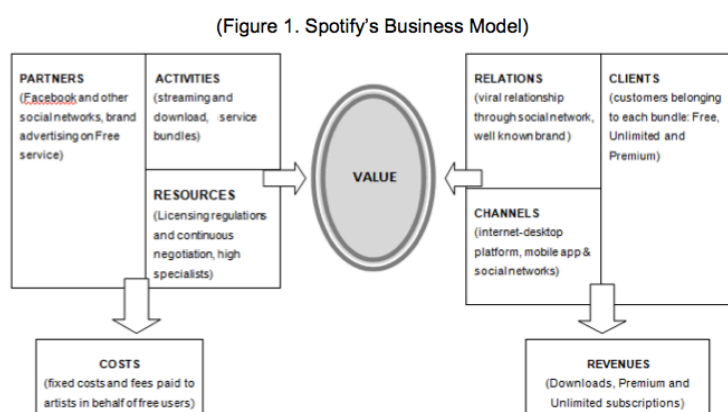 (Figure 1. Spotify's Business Model)
PARTNERS
(Facebook and other
social networks, brand
advertising on Free
service)
ACTIVITIES
(streaming and
download, service
bundles)
RESOURCES
(Licensing regulations
and continuous
negotiation, high
specialists)
VALUE
RELATIONS
(viral relationship
through social network,
well known brand)
CHANNELS
(internet-desktop
platform, mobile app &
social networks)
CLIENTS
(customers belonging
to each bundle: Free,
Unlimited and
Premium)
COSTS
(fixed costs and fees paid to
artists in behalf of free users)
REVENUES
(Downloads, Premium and
Unlimited subscriptions)